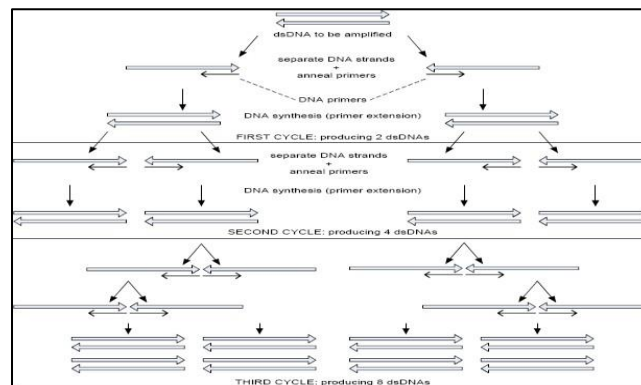 dsDNA to be amplified
separate DNA strands
+
anneal primers
DNA primers
DNA synthesis (primer extension)
FIRST CYCLE: producing 2 dsDNAs
separate DNA strands
+
anneal primers
DNA synthesis (primer extension)
SECOND CYCLE: producing 4 dsDNAs
THIRD CYCLE: producing 8 dsDNAs